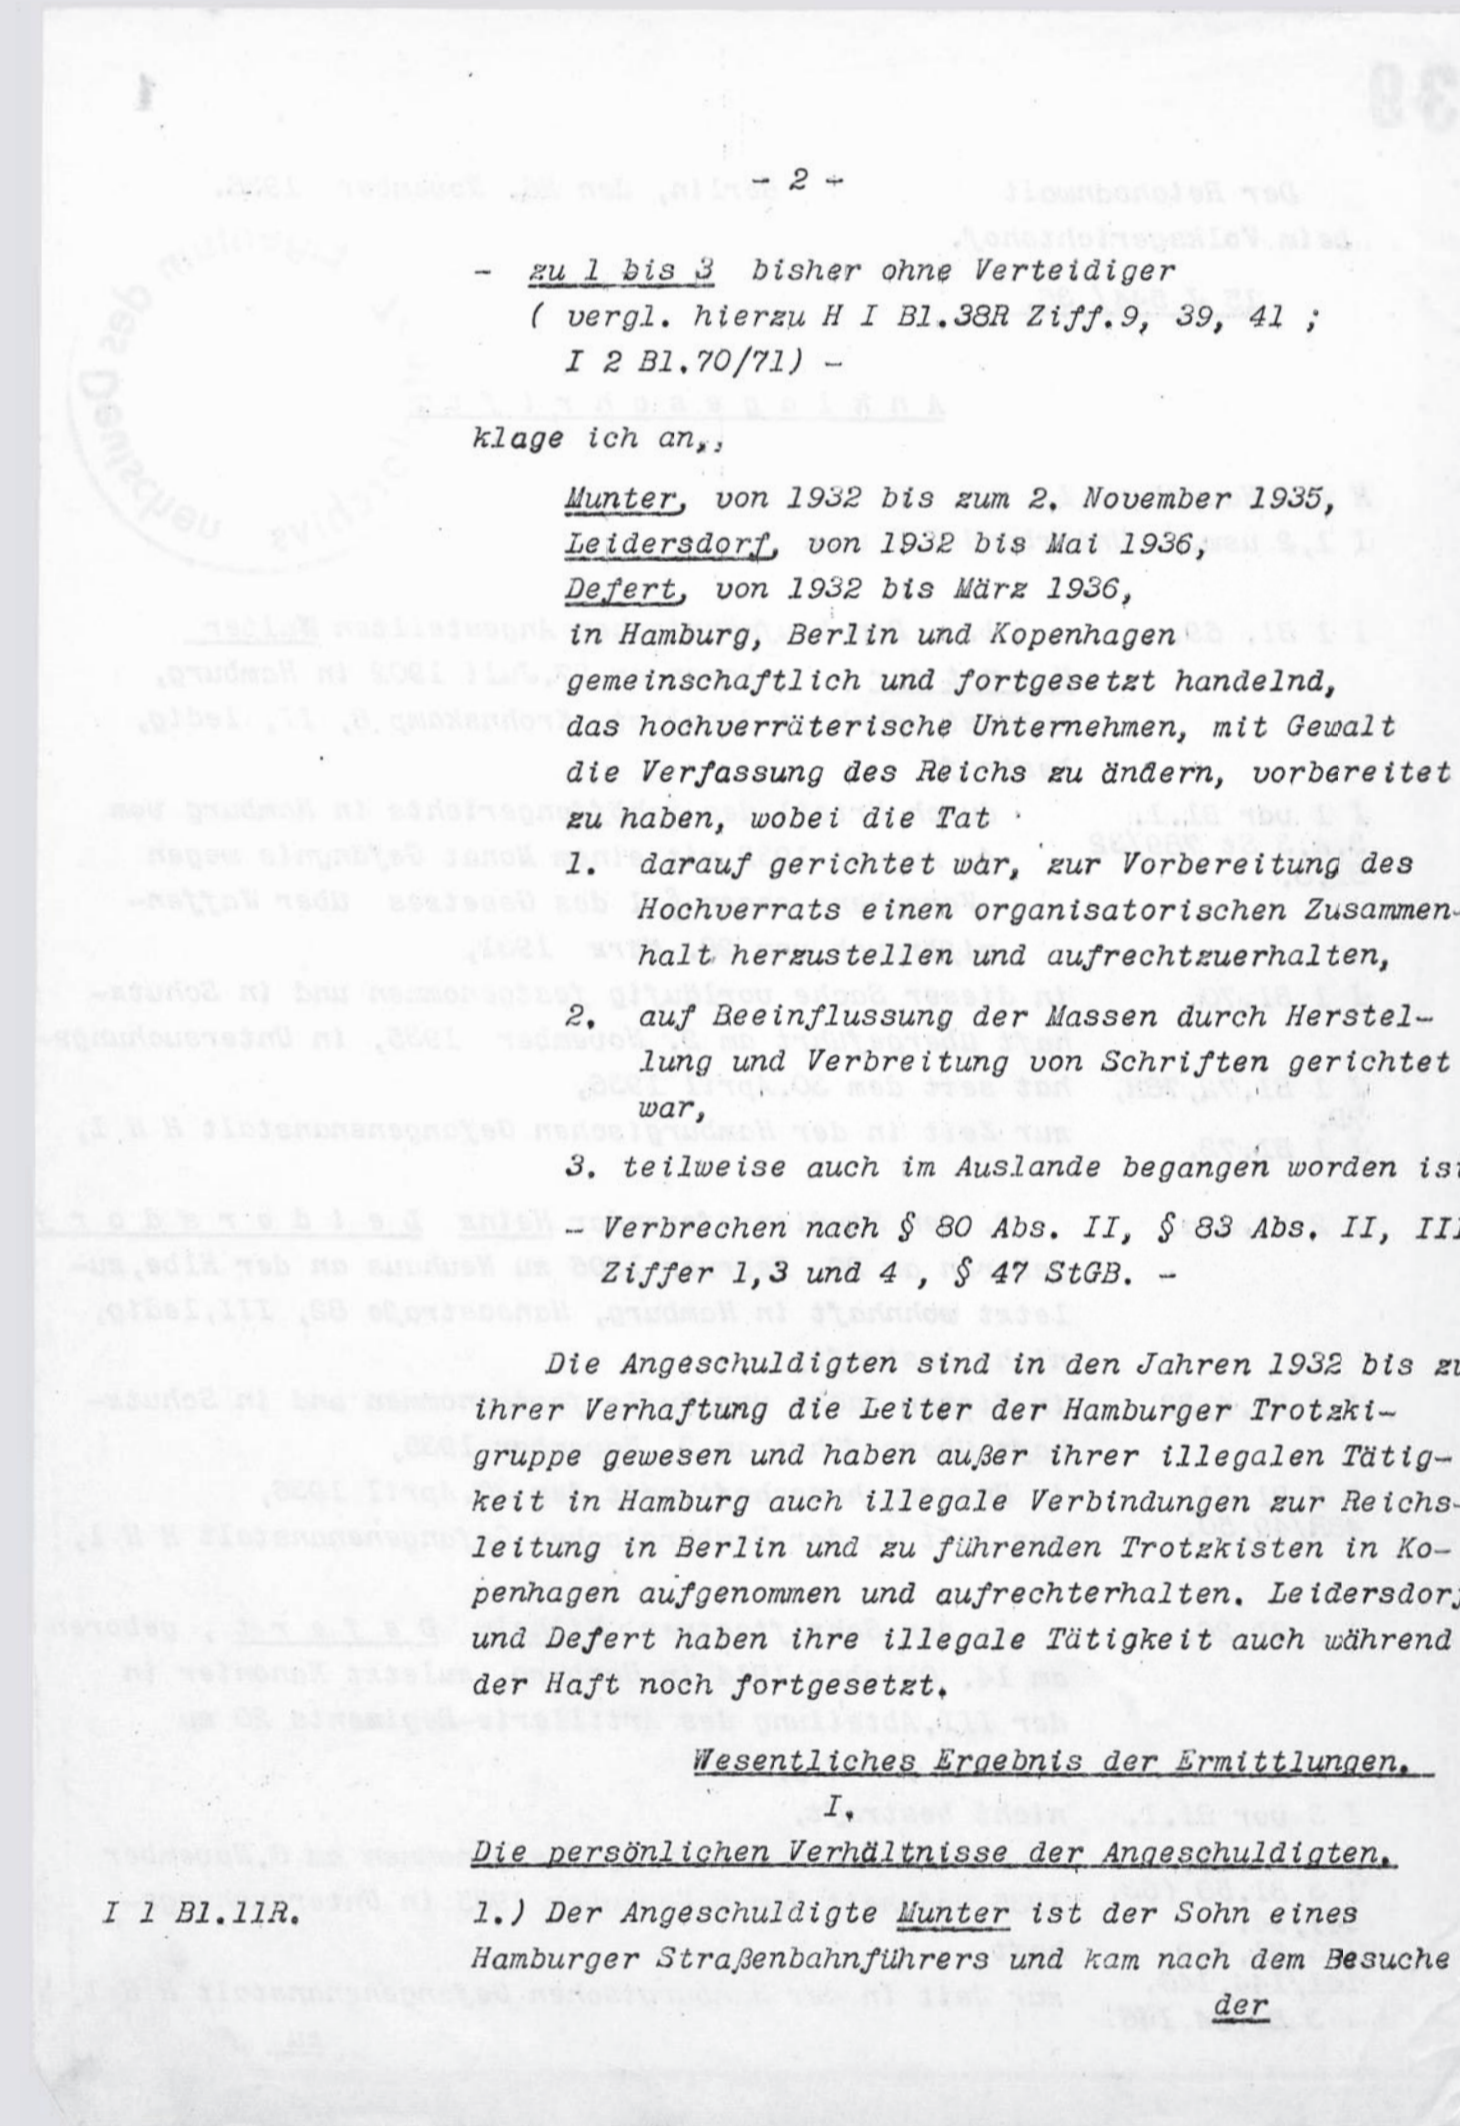 - 2 -
- zu 1 bis 3 bisher ohne Verteidiger
( vergl. hierzu H I Bl.38R Ziff.9, 39, 41 ;
I 2 Bl.70/71) -
klage ich an,,
Munter, von 1932 bis zum 2. November 1935,
Leidersdorf, von 1932 bis Mai 1936,
Defert, von 1932 bis März 1936,
in Hamburg, Berlin und Kopenhagen
gemeinschaftlich und fortgesetzt handelnd,
das hochverräterische Unternehmen, mit Gewalt
die Verfassung des Reichs zu ändern, vorbereitet
zu haben, wobei die Tat
1. darauf gerichtet war, zur Vorbereitung des
Hochverrats einen organisatorischen Zusammen-
halt herzustellen und aufrechtzuerhalten,
2. auf Beeinflussung der Massen durch Herstel-
lung und Verbreitung von Schriften gerichtet
war,
3. teilweise auch im Auslande begangen worden ist
- Verbrechen nach § 80 Abs. II, § 83 Abs. II, III
Ziffer 1,3 und 4 , § 47 StGB. -
Die Angeschuldigten sind in den Jahren 1932 bis zu
ihrer Verhaftung die Leiter der Hamburger Trotzki-
gruppe gewesen und haben außer ihrer illegalen Tätig-
keit in Hamburg auch illegale Verbindungen zur Reichs-
leitung in Berlin und zu führenden Trotzkisten in Ko-
penhagen aufgenommen und aufrechterhalten. Leidersdorf
und Defert haben ihre illegale Tätigkeit auch während
der Haft noch fortgesetzt.
Wesentliches Ergebnis der Ermittlungen.
I.
Die persönlichen Verhältnisse der Angeschuldigten.
I 1 Bl.11R. 1.) Der Angeschuldigte Munter ist der Sohn eines
Hamburger Straßenbahnführers und kam nach dem Besuche
der